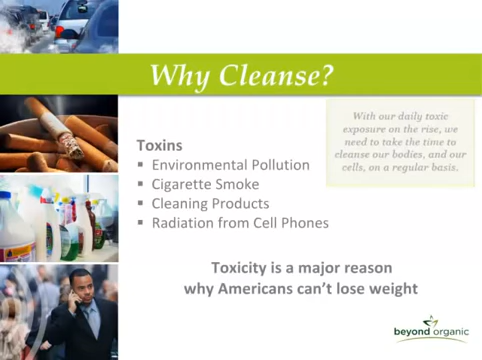 Why Cleanse?
With our daily toxic
exposure on the rise, we
need to take the time to
cleanse our bodies, and our
cells, on a regular basis.
Toxins
▪ Environmental Pollution
▪ Cigarette Smoke
▪ Cleaning Products
▪ Radiation from Cell Phones
Toxicity is a major reason
why Americans can't lose weight
beyond organic